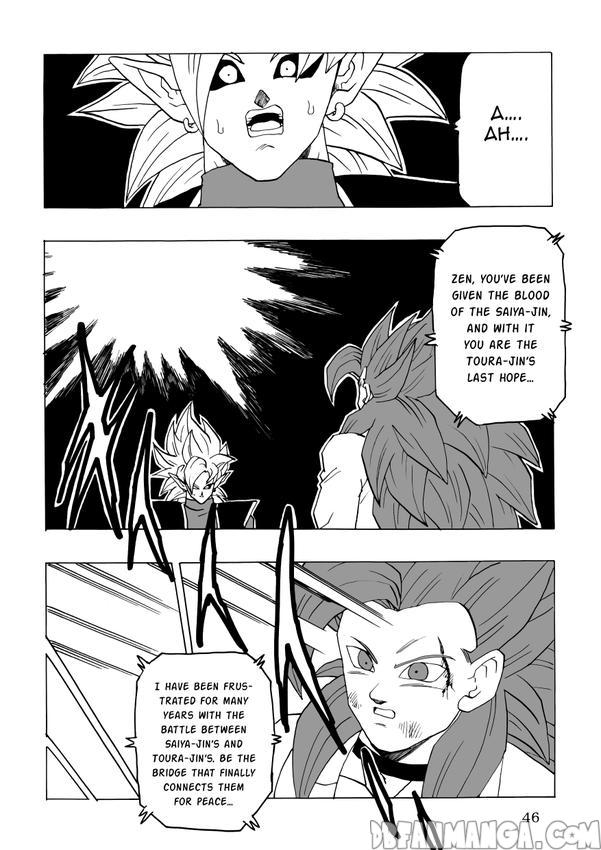 A....
AH....
ZEN, YOU'VE BEEN
GIVEN THE BLOOD
OF THE SAIYA-JIN,
AND WITH IT
YOU ARE THE
TOURA-JIN'S
LAST HOPE...
I HAVE BEEN FRUS-
TRATED FOR MANY
YEARS WITH THE
BATTLE BETWEEN
SAIYA-JIN'S AND
TOURA-JIN'S. BE THE
BRIDGE THAT FINALLY
CONNECTS THEM
FOR PEACE...
46
DBFANMANGA.COM